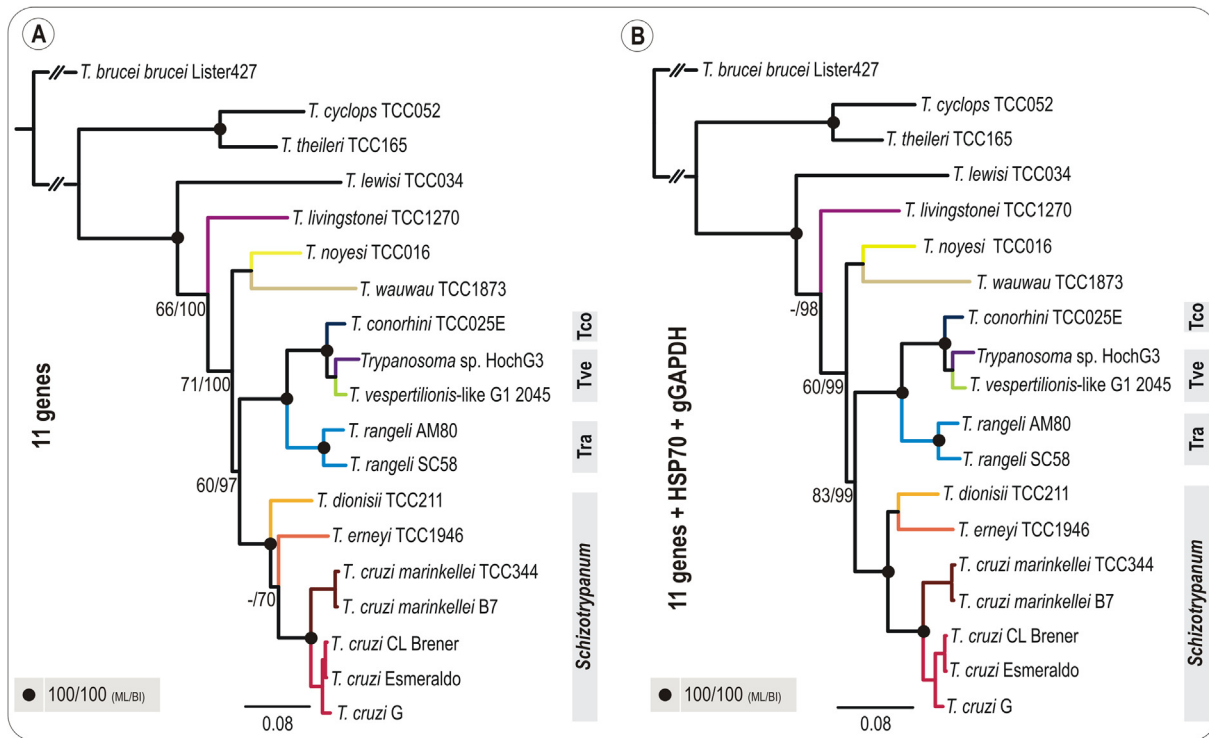 A
T. brucei brucei Lister427
T. cyclops TCC052
T. theileri TCC165
T. lewisi TCC034
T. livingstonei TCC1270
T. noyesi TCC016
T. wauwau TCC1873
66/100
T. conorhini TCC025E
Trypanosoma sp. HochG3
71/100
T. vespertilionis-like G1 2045
T. rangeli AM80
T. rangeli SC58
60/97
T. dionisii TCC211
T. erneyi TCC1946
T. cruzi marinkellei TCC344
-/70
T. cruzi marinkellei B7
T. cruzi CL Brener
T. cruzi Esmeraldo
T. cruzi G
11 genes
Tco
Tve
Tra
Schizotrypanum
100/100 (ML/BI)
0.08
B
T. brucei brucei Lister427
T. cyclops TCC052
T. theileri TCC165
T. lewisi TCC034
T. livingstonei TCC1270
T. noyesi TCC016
T. wauwau TCC1873
-/98
T. conorhini TCC025E
Trypanosoma sp. HochG3
60/99
T. vespertilionis-like G1 2045
T. rangeli AM80
T. rangeli SC58
83/99
T. dionisii TCC211
T. erneyi TCC1946
T. cruzi marinkellei TCC344
T. cruzi marinkellei B7
T. cruzi CL Brener
T. cruzi Esmeraldo
T. cruzi G
11 genes + HSP70 + gGAPDH
Tco
Tve
Tra
Schizotrypanum
100/100 (ML/BI)
0.08